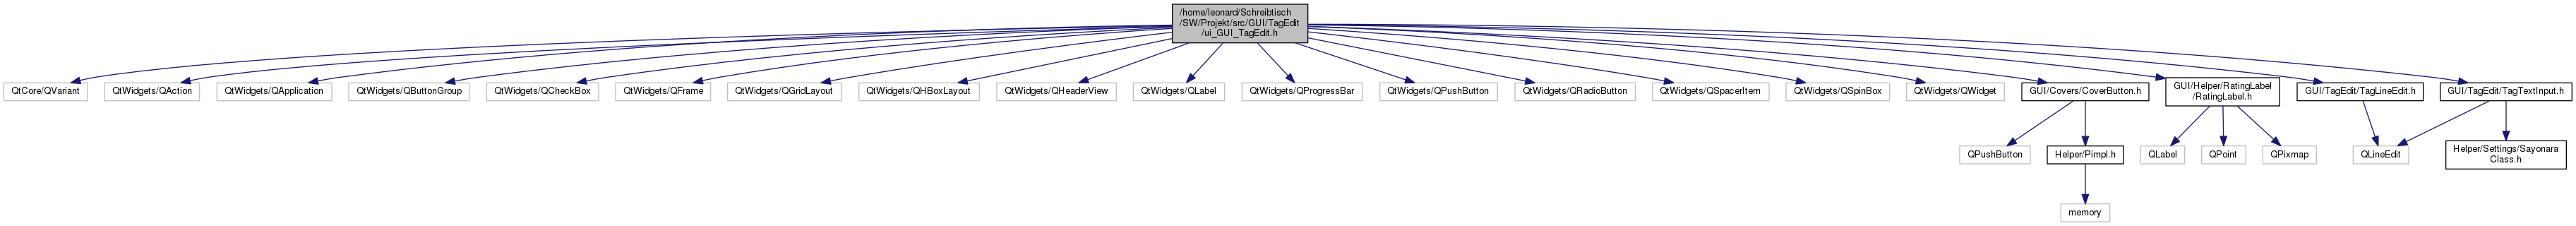 /home/leonard/Schreibtisch
/SW/Projekt/src/GUI/TagEdit
/ui_GUI_TagEdit.h
QtCore/QVariant
QtWidgets/QAction
QtWidgets/QApplication
QtWidgets/QButtonGroup
QtWidgets/QCheckBox
QtWidgets/QFrame
QtWidgets/QGridLayout
QtWidgets/QHBoxLayout
QtWidgets/QHeaderView
QtWidgets/QLabel
QtWidgets/QProgressBar
QtWidgets/QPushButton
QtWidgets/QRadioButton
QtWidgets/QSpacerItem
QtWidgets/QSpinBox
QtWidgets/QWidget
GUI/Covers/CoverButton.h
GUI/Helper/RatingLabel
/RatingLabel.h
GUI/TagEdit/TagLineEdit.h
GUI/TagEdit/TagTextInput.h
QPushButton
Helper/Pimpl.h
QLabel
QPoint
QPixmap
QLineEdit
Helper/Settings/Sayonara
Class.h
memory